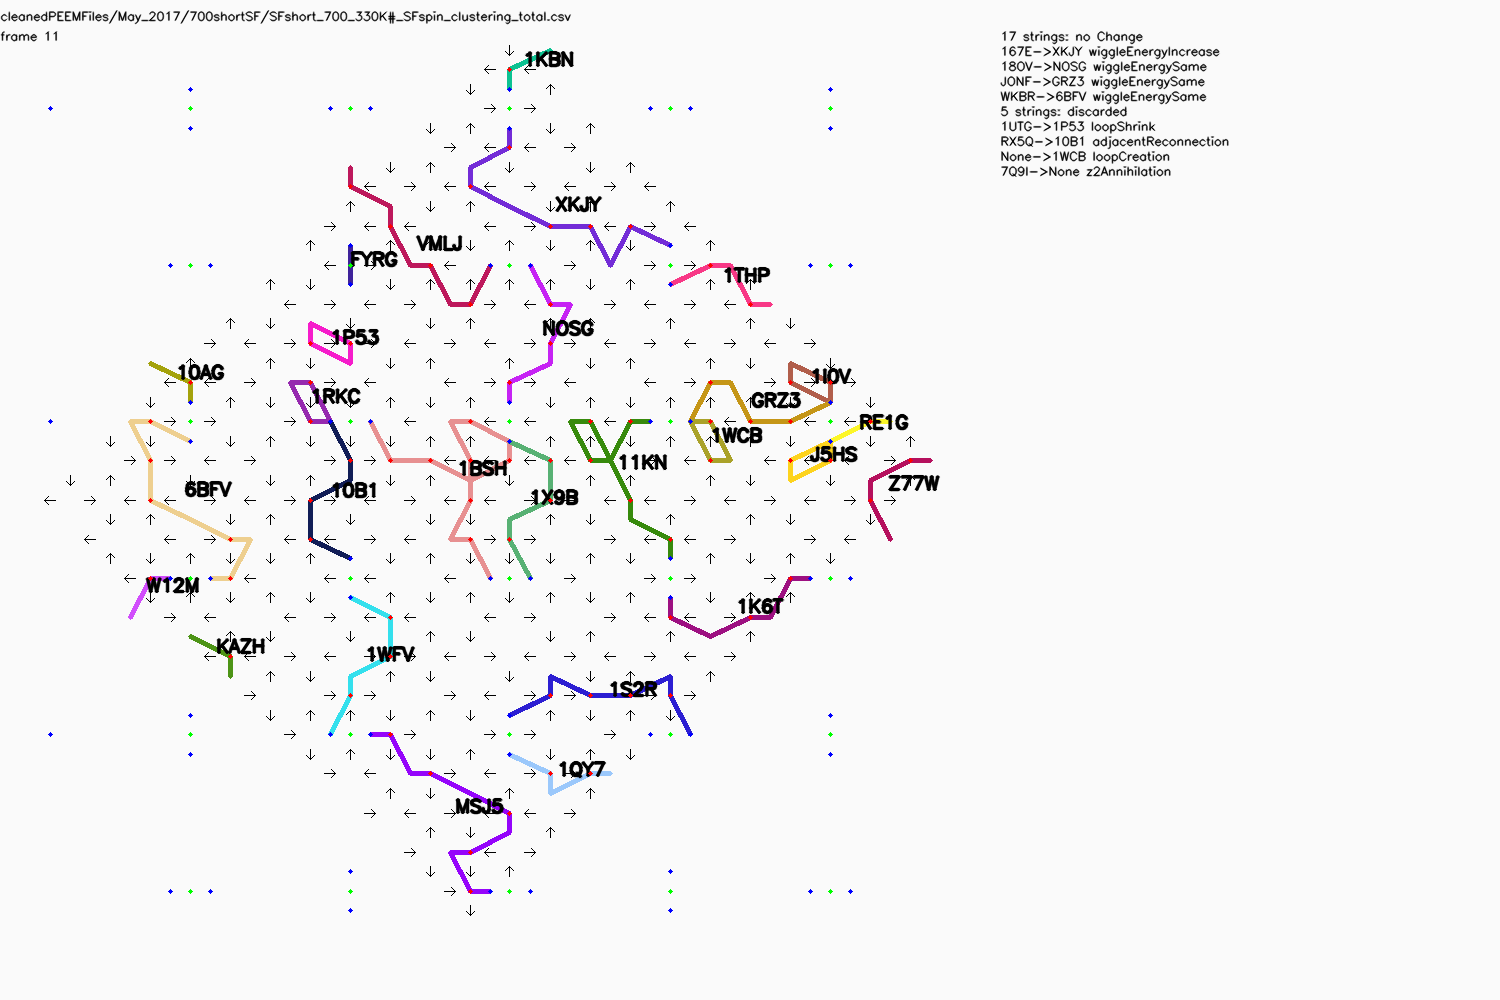 cleanedPEEMFiles/May_2017/700shortSF/SFshort_700_330K#_SFspin_clustering_total.csv
frame 11
17 strings: no Change
167E->XKJY wiggleEnergyIncrease
180V->NOSG wiggleEnergySame
JONF->GRZ3 wiggleEnergySame
WKBR->6BFV wiggleEnergySame
5 strings: discarded
1UTG->1P53 loopShrink
RX5Q->10B1 adjacentReconnection
None->1WCB loopCreation
7Q9I->None z2Annihilation
1KBN
XKJY
VMLJ
FYRG
1THP
NOSG
1P53
10AG
1I0V
1RKC
GRZ3
RE1G
1WCB
J5HS
11KN
1BSH
Z77W
6BFV
10B1
1X9B
W12M
1K6T
KAZH
1WFV
1S2R
1QY7
MSJ5